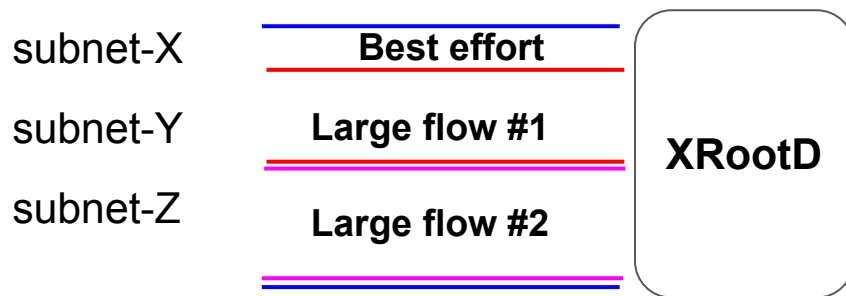 subnet-X
Best effort
subnet-Y
Large flow #1
XRootD
subnet-Z
Large flow #2